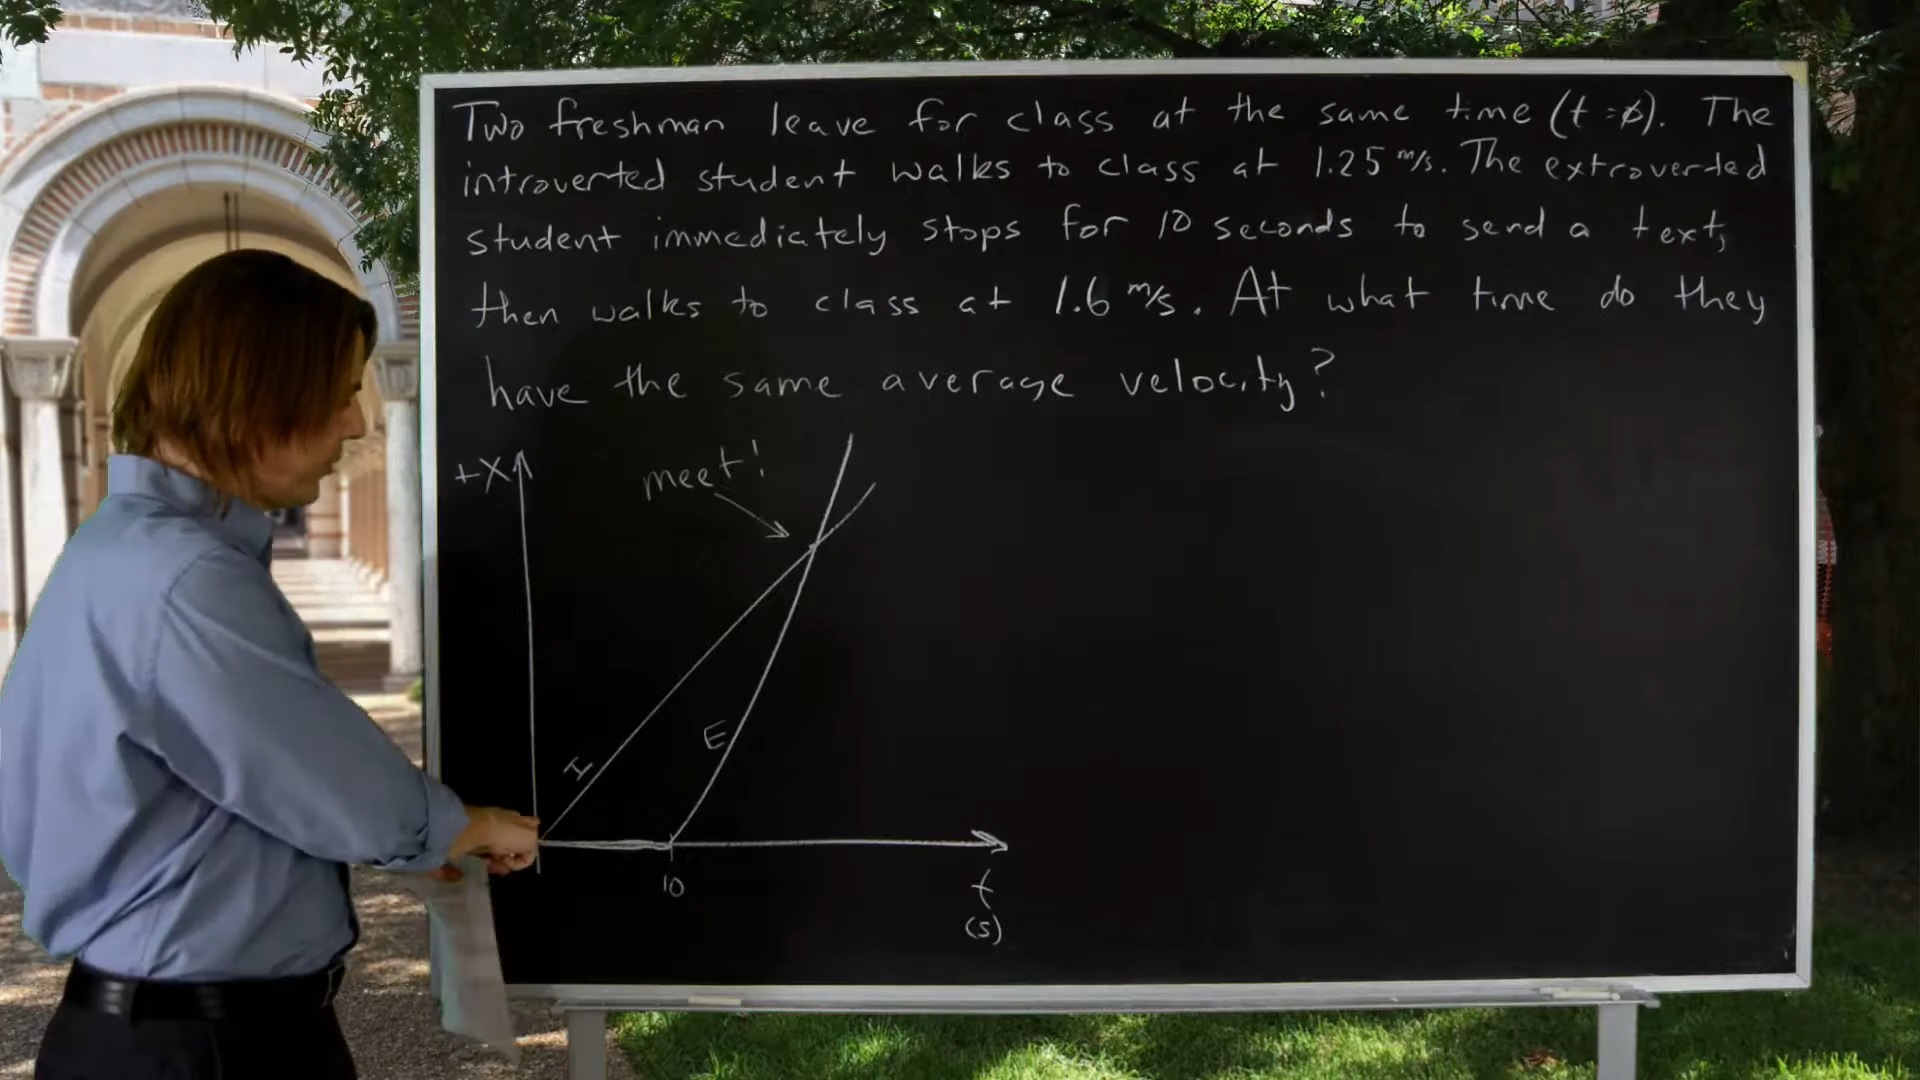 Two freshman leave for class at the same time (t=0). The
introverted student walks to class at 1.25 m/s. The extroverted
student immediately stops for 10 seconds to send a text,
then walks to class at 1.6 m/s. At what time do they
have the same average velocity?
+X
meet!
E
I
10
t
(s)